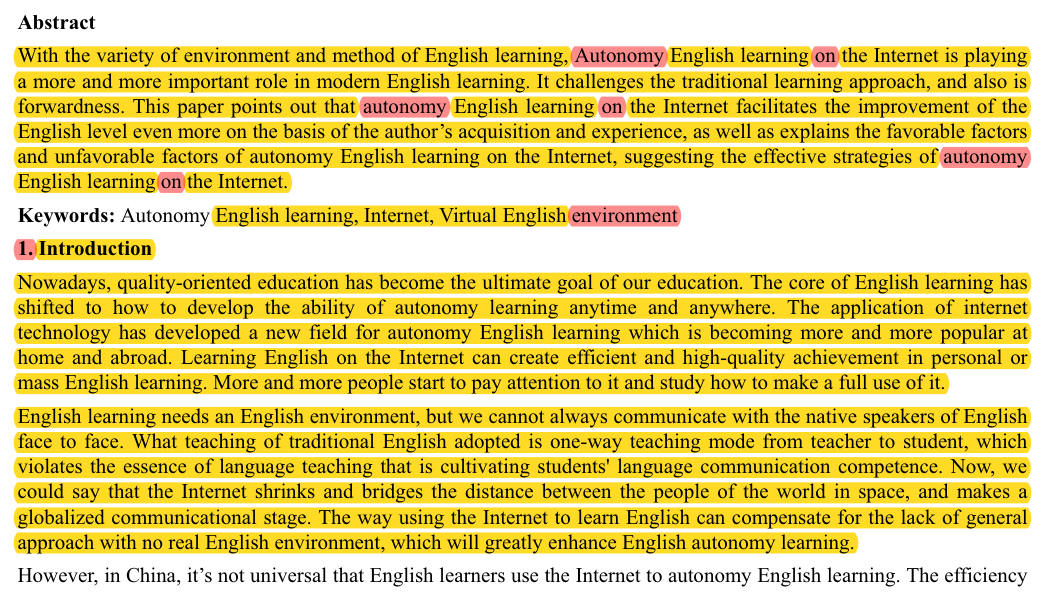 Abstract
With the variety of environment and method of English learning, Autonomy English learning on the Internet is playing
a more and more important role in modern English learning. It challenges the traditional learning approach, and also is
forwardness. This paper points out that autonomy English learning on the Internet facilitates the improvement of the
English level even more on the basis of the author’s acquisition and experience, as well as explains the favorable factors
and unfavorable factors of autonomy English learning on the Internet, suggesting the effective strategies of autonomy
English learning on the Internet.
Keywords: Autonomy English learning, Internet, Virtual English environment
1. Introduction
Nowadays, quality-oriented education has become the ultimate goal of our education. The core of English learning has
shifted to how to develop the ability of autonomy learning anytime and anywhere. The application of internet
technology has developed a new field for autonomy English learning which is becoming more and more popular at
home and abroad. Learning English on the Internet can create efficient and high-quality achievement in personal or
mass English learning. More and more people start to pay attention to it and study how to make a full use of it.
English learning needs an English environment, but we cannot always communicate with the native speakers of English
face to face. What teaching of traditional English adopted is one-way teaching mode from teacher to student, which
violates the essence of language teaching that is cultivating students' language communication competence. Now, we
could say that the Internet shrinks and bridges the distance between the people of the world in space, and makes a
globalized communicational stage. The way using the Internet to learn English can compensate for the lack of general
approach with no real English environment, which will greatly enhance English autonomy learning.
However, in China, it’s not universal that English learners use the Internet to autonomy English learning. The efficiency